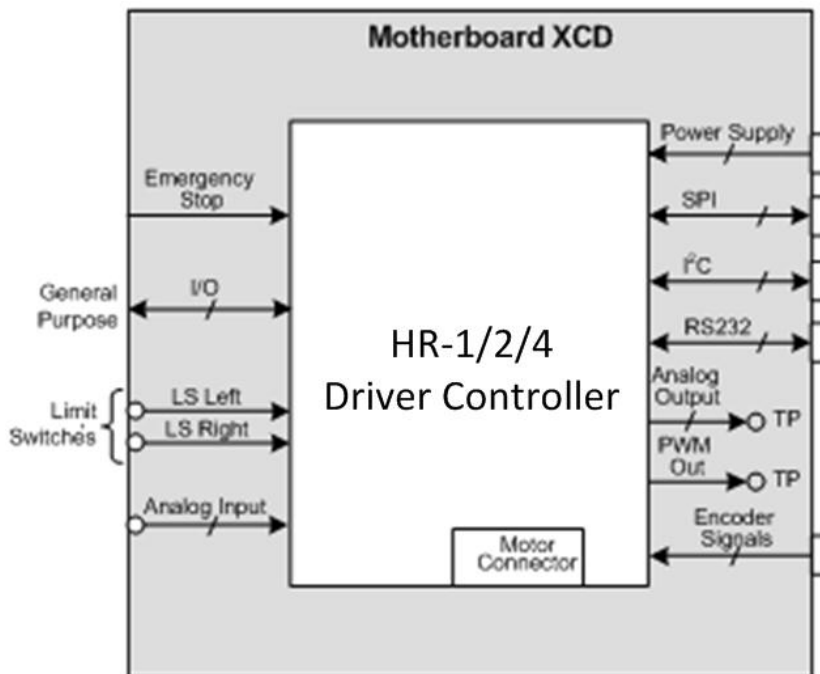 Motherboard XCD
Emergency
Stop
General
Purpose
I/O
Limit
Switches
LS Left
LS Right
Analog Input
HR-1/2/4
Driver Controller
Motor
Connector
Power Supply
SPI
I²C
RS232
Analog
Output
TP
PWM
Out
TP
Encoder
Signals